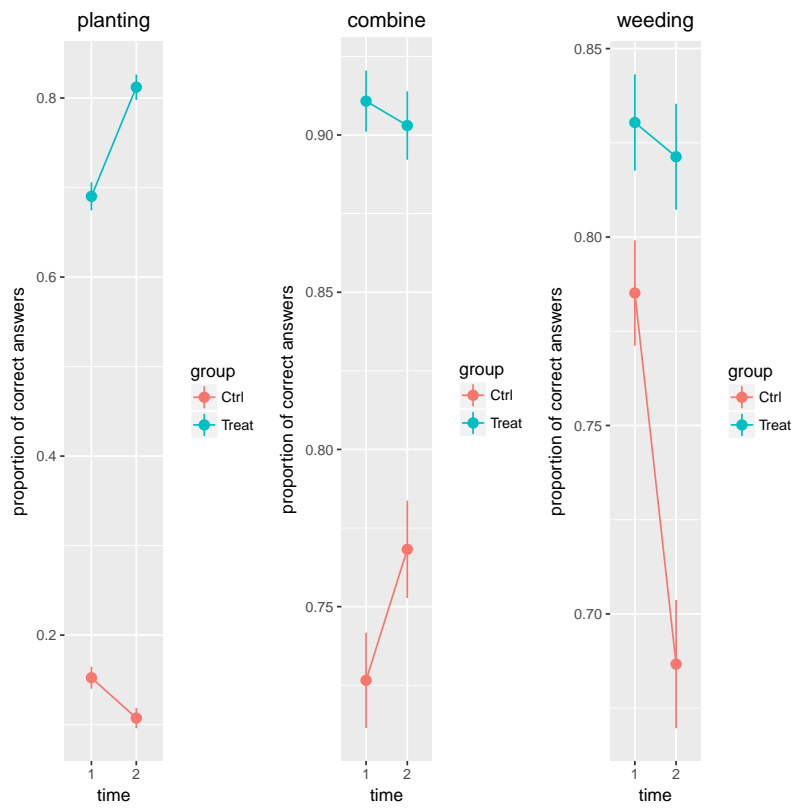 planting
proportion of correct answers
0.8
0.6
0.4
0.2
1 2
time
group
Ctrl
Treat
combine
proportion of correct answers
0.90
0.85
0.80
0.75
1 2
time
group
Ctrl
Treat
weeding
proportion of correct answers
0.85
0.80
0.75
0.70
1 2
time
group
Ctrl
Treat